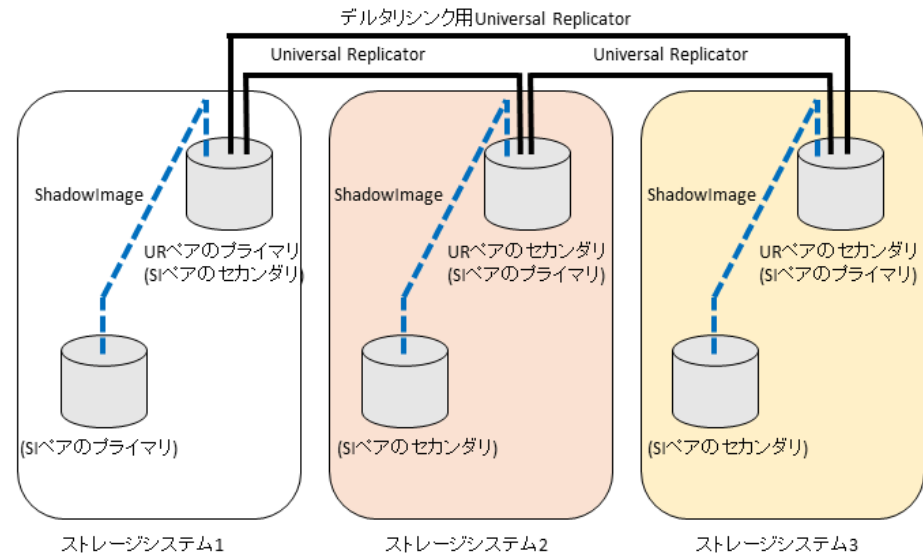 デルタリシンク用Universal Replicator
Universal Replicator
Universal Replicator
ShadowImage
URペアのプライマリ
(SIペアのセカンダリ)
(SIペアのプライマリ)
ストレージシステム1
ShadowImage
URペアのセカンダリ
(SIペアのプライマリ)
(SIペアのセカンダリ)
ストレージシステム2
ShadowImage
URペアのセカンダリ
(SIペアのプライマリ)
(SIペアのセカンダリ)
ストレージシステム3